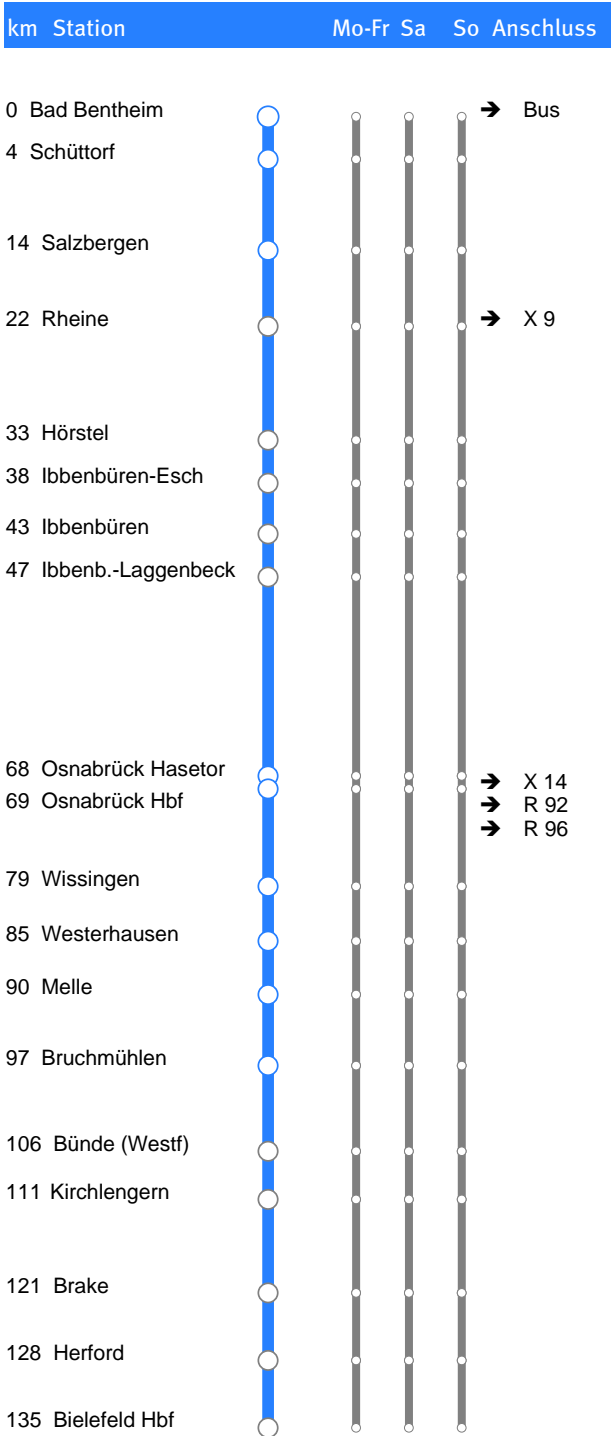 km Station Mo-Fr Sa So Anschluss
0 Bad Bentheim ➔ Bus
4 Schüttorf
14 Salzbergen
22 Rheine ➔ X 9
33 Hörstel
38 Ibbenbüren-Esch
43 Ibbenbüren
47 Ibbenb.-Laggenbeck
68 Osnabrück Hasetor ➔ X 14
69 Osnabrück Hbf ➔ R 92
➔ R 96
79 Wissingen
85 Westerhausen
90 Melle
97 Bruchmühlen
106 Bünde (Westf)
111 Kirchlengern
121 Brake
128 Herford
135 Bielefeld Hbf